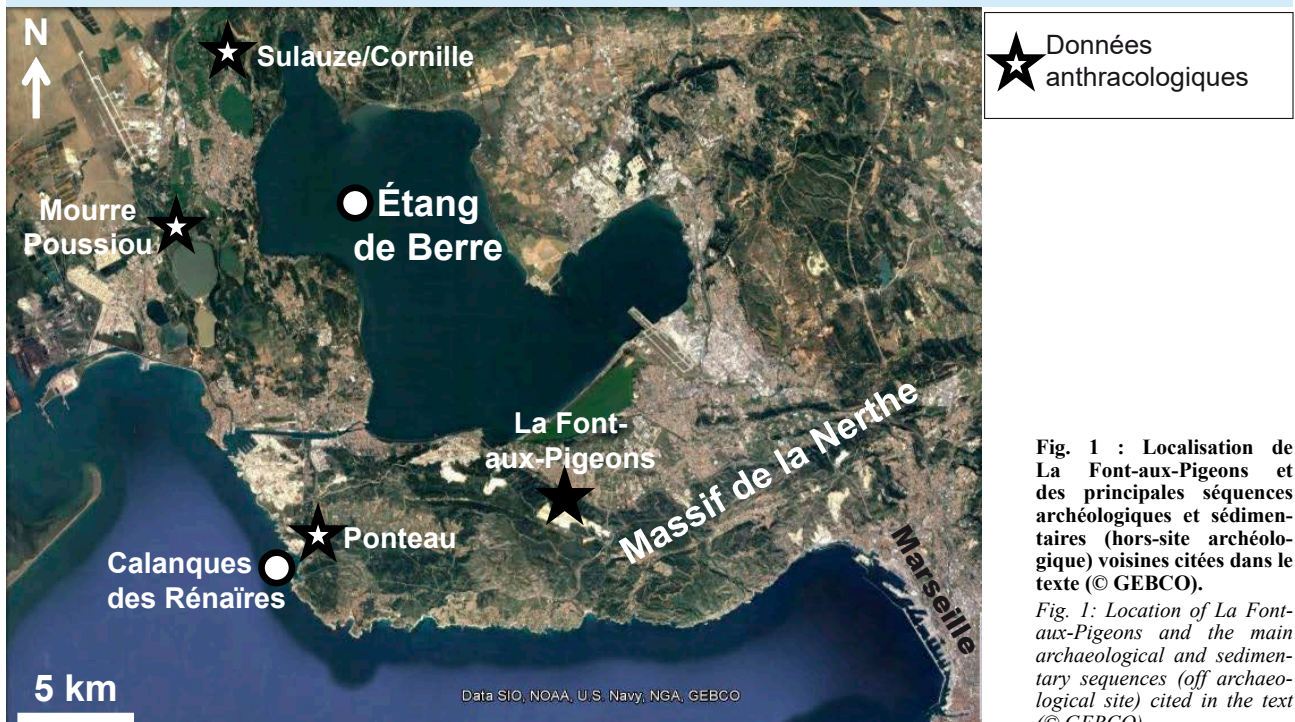 N
Sulauze/Cornille
Données
anthracologiques
Étang
de Berre
Mourre
Poussiou
La Font-
aux-Pigeons
Massif de la Nerthe
Ponteau
Calanques
des Rénaïres
Marseille
5 km
Data SIO, NOAA, U.S. Navy, NGA, GEBCO
Fig. 1 : Localisation de
La Font-aux-Pigeons et
des principales séquences
archéologiques et sédimen-
taires (hors-site archéolo-
gique) voisines citées dans le
texte (© GEBCO).
Fig. 1: Location of La Font-
aux-Pigeons and the main
archaeological and sedimen-
tary sequences (off archaeo-
logical site) cited in the text
(© GEBCO)